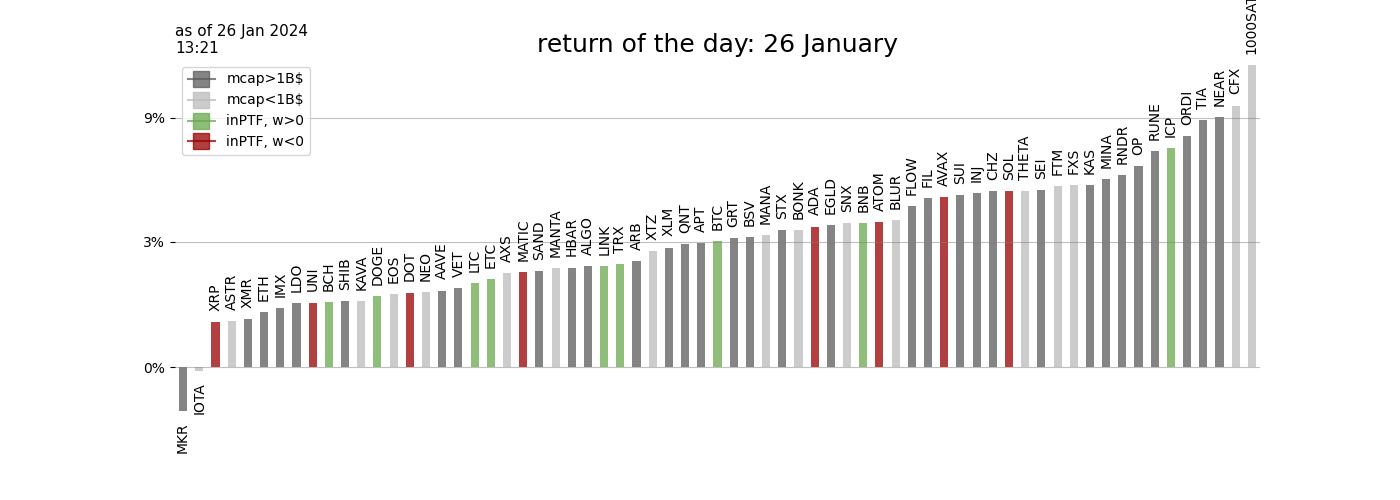 as of 26 Jan 2024
13:21
return of the day: 26 January
mcap>1B$
mcap<1B$
inPTF, w>0
inPTF, w<0
9%
3%
0%
MKR
IOTA
XRP
ASTR
XMR
ETH
IMX
LDO
UNI
BCH
SHIB
KAVA
DOGE
EOS
DOT
NEO
AAVE
VET
LTC
ETC
AXS
MATIC
SAND
MANTA
HBAR
ALGO
LINK
TRX
ARB
XTZ
XLM
QNT
APT
BTC
GRT
BSV
MANA
STX
BONK
ADA
EGLD
SNX
BNB
ATOM
BLUR
FLOW
FIL
AVAX
SUI
INJ
CHZ
SOL
THETA
SEI
FTM
FXS
KAS
MINA
RNDR
OP
RUNE
ICP
ORDI
TIA
NEAR
CFX
1000SAT